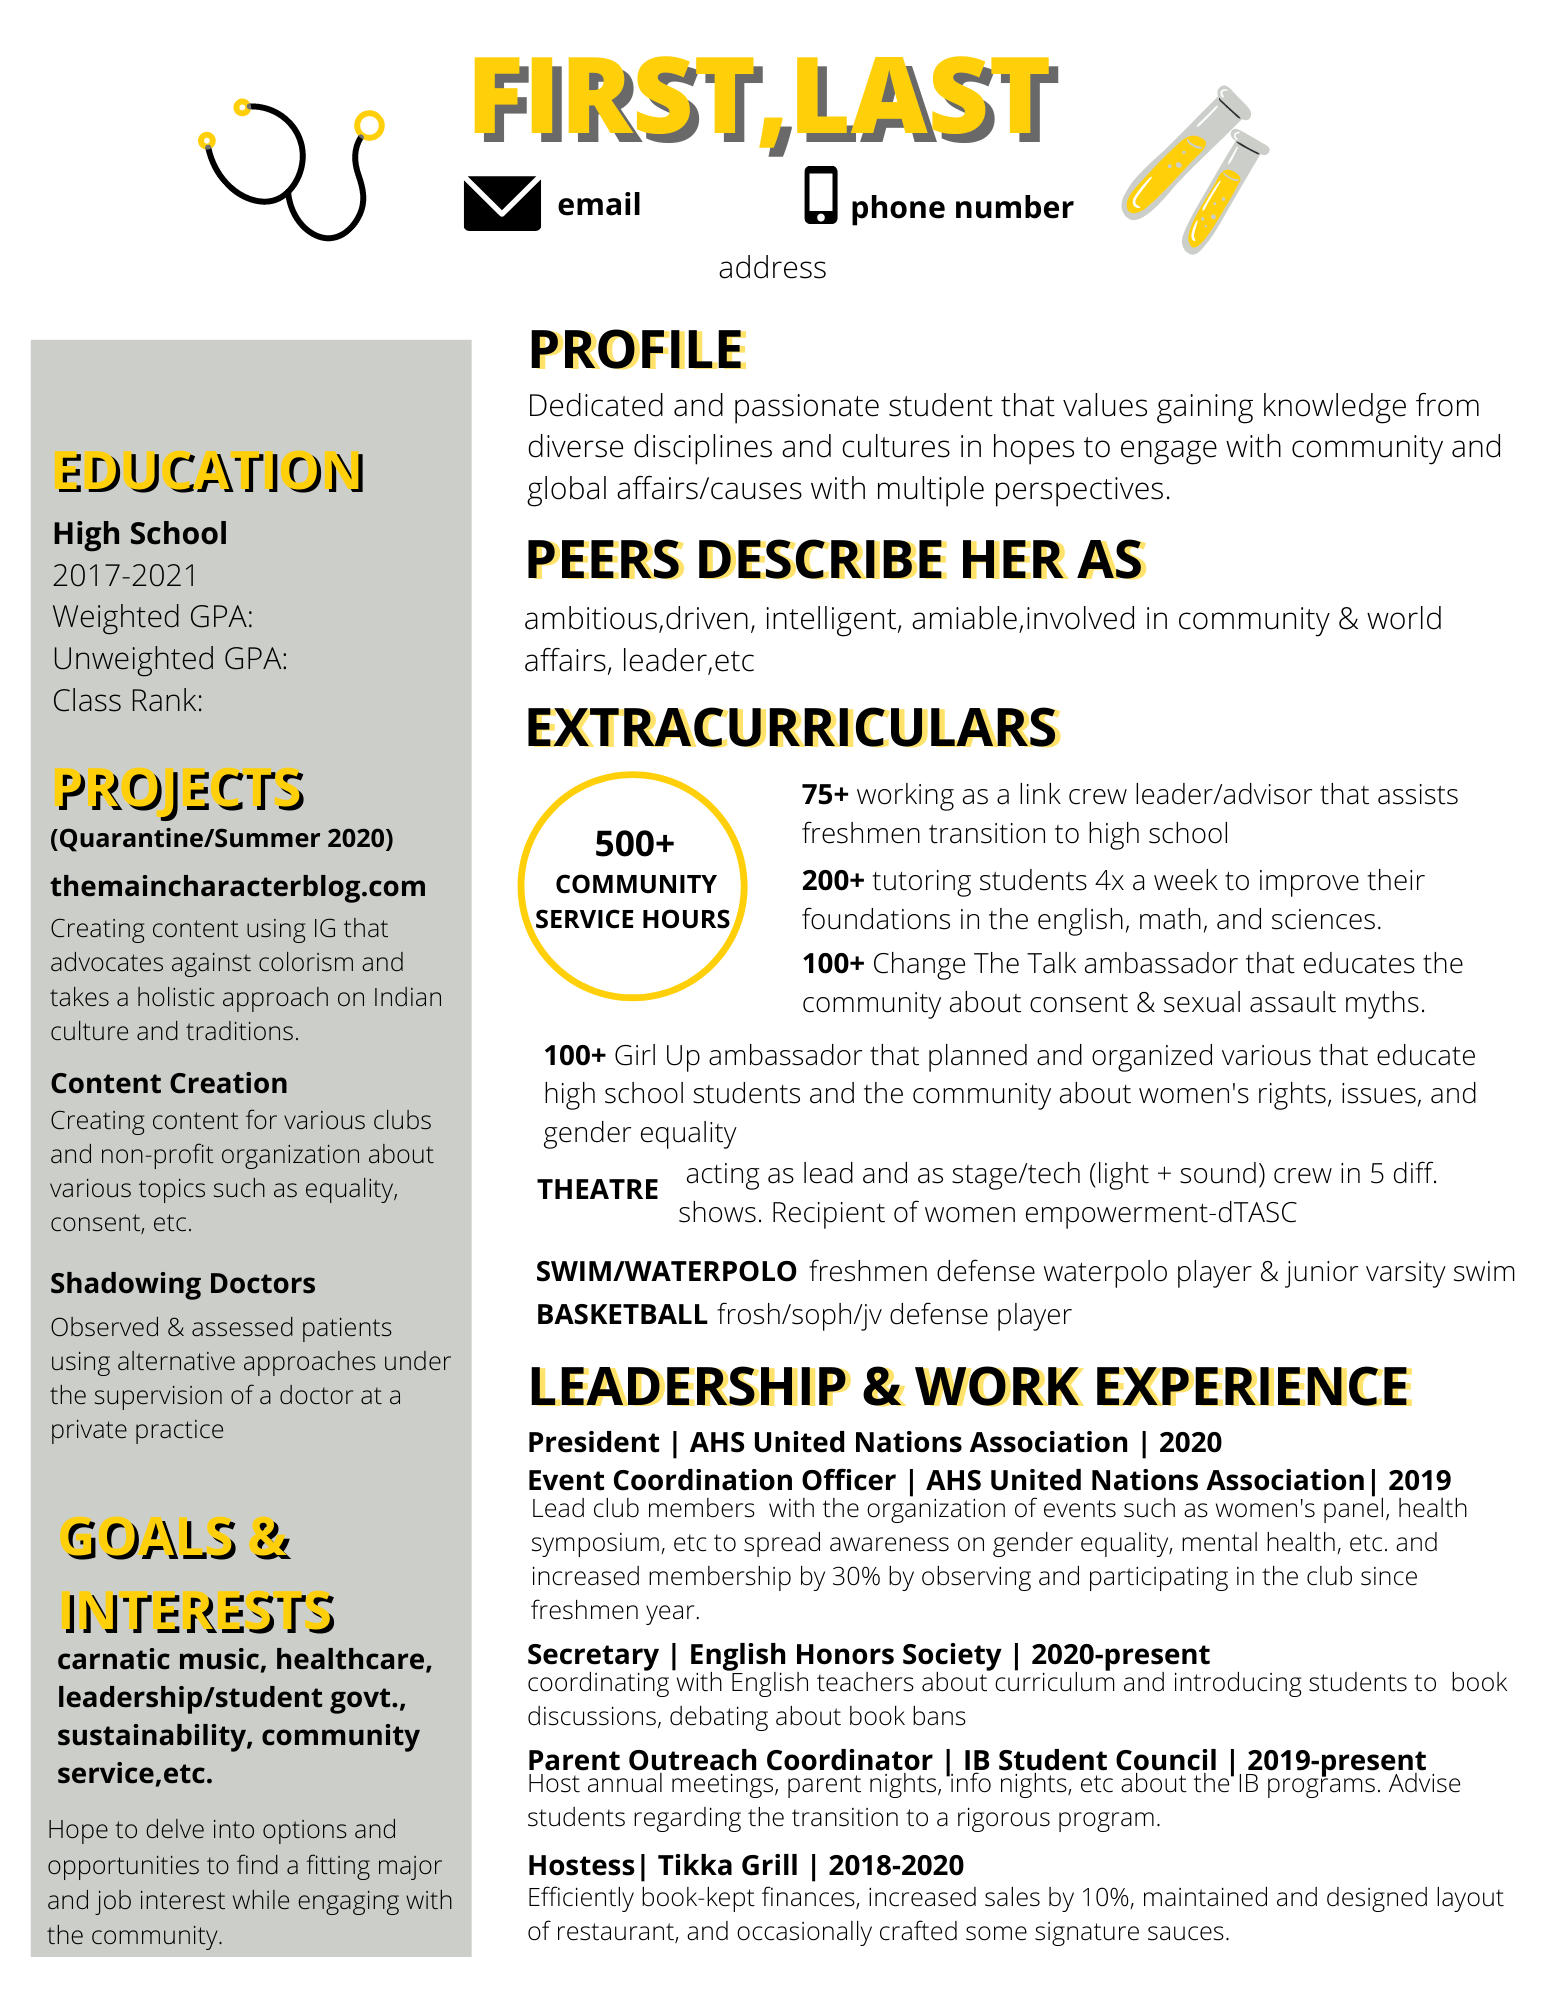 FIRST,LAST
email
phone number
address
EDUCATION
High School
2017-2021
Weighted GPA:
Unweighted GPA:
Class Rank:
PROJECTS
(Quarantine/Summer 2020)
themaincharacterblog.com
Creating content using IG that
advocates against colorism and
takes a holistic approach on Indian
culture and traditions.
Content Creation
Creating content for various clubs
and non-profit organization about
various topics such as equality,
consent, etc.
Shadowing Doctors
Observed & assessed patients
using alternative approaches under
the supervision of a doctor at a
private practice
GOALS &
INTERESTS
carnatic music, healthcare,
leadership/student govt.,
sustainability, community
service,etc.
Hope to delve into options and
opportunities to find a fitting major
and job interest while engaging with
the community.
PROFILE
Dedicated and passionate student that values gaining knowledge from
diverse disciplines and cultures in hopes to engage with community and
global affairs/causes with multiple perspectives.
PEERS DESCRIBE HER AS
ambitious,driven, intelligent, amiable,involved in community & world
affairs, leader,etc
EXTRACURRICULARS
500+
COMMUNITY
SERVICE HOURS
75+ working as a link crew leader/advisor that assists
freshmen transition to high school
200+ tutoring students 4x a week to improve their
foundations in the english, math, and sciences.
100+ Change The Talk ambassador that educates the
community about consent & sexual assault myths.
100+ Girl Up ambassador that planned and organized various that educate
high school students and the community about women's rights, issues, and
gender equality
THEATRE acting as lead and as stage/tech (light + sound) crew in 5 diff.
shows. Recipient of women empowerment-dTASC
SWIM/WATERPOLO freshmen defense waterpolo player & junior varsity swim
BASKETBALL frosh/soph/jv defense player
LEADERSHIP & WORK EXPERIENCE
President | AHS United Nations Association | 2020
Event Coordination Officer | AHS United Nations Association| 2019
Lead club members with the organization of events such as women's panel, health
symposium, etc to spread awareness on gender equality, mental health, etc. and
increased membership by 30% by observing and participating in the club since
freshmen year.
Secretary | English Honors Society | 2020-present
coordinating with English teachers about curriculum and introducing students to book
discussions, debating about book bans
Parent Outreach Coordinator | IB Student Council | 2019-present
Host annual meetings, parent nights, info nights, etc about the IB programs. Advise
students regarding the transition to a rigorous program.
Hostess| Tikka Grill | 2018-2020
Efficiently book-kept finances, increased sales by 10%, maintained and designed layout
of restaurant, and occasionally crafted some signature sauces.